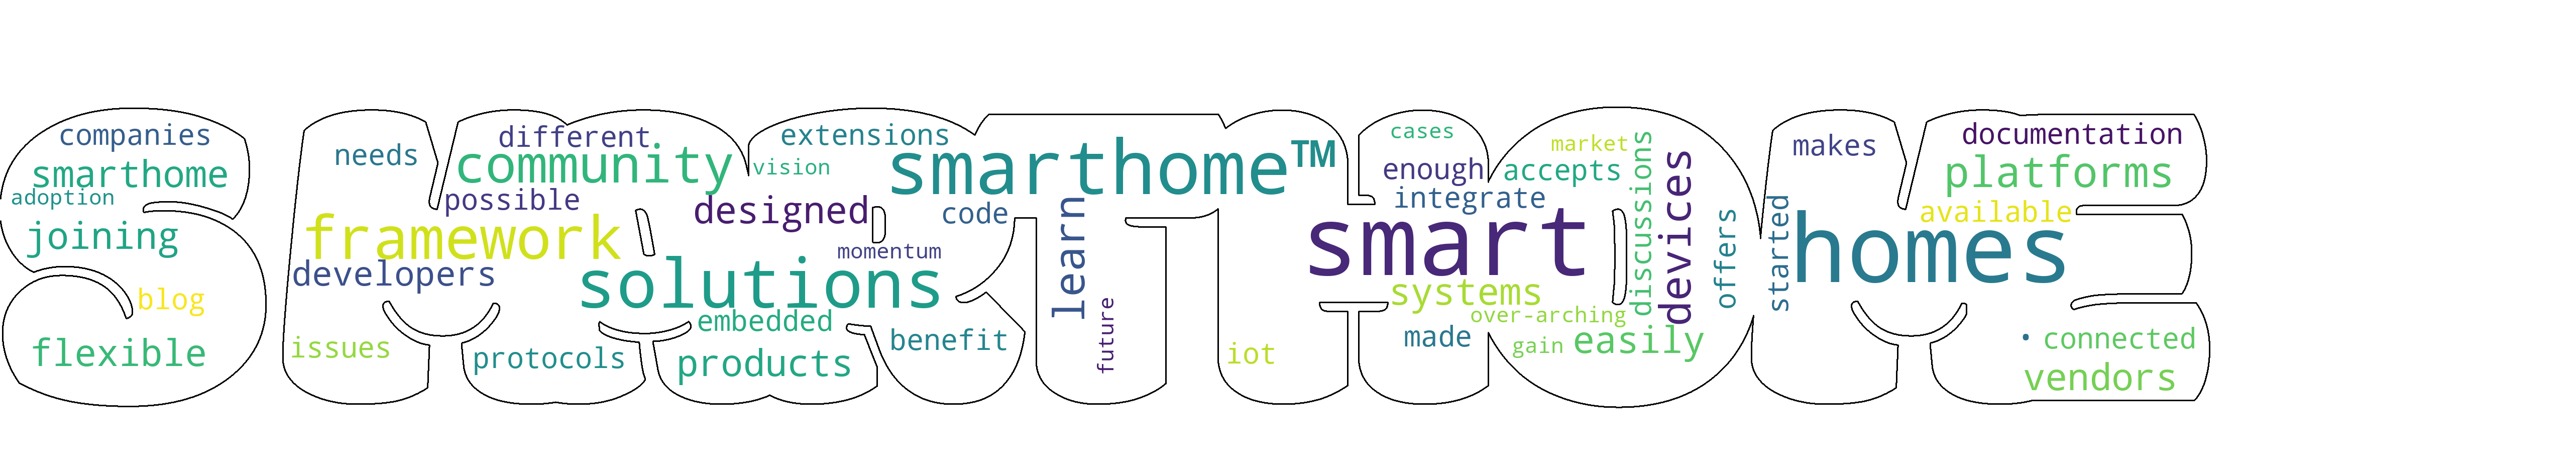 SMARTHOME
companies
smarthome
adoption
joining
blog
flexible
needs
different
community
possible
framework
developers
issues
protocols
vision
extensions
designed
momentum
solutions
embedded
products
smarthome™
code
benefit
learn
future
iot
cases
enough
integrate
market
accepts
smart
systems
over-arching
made
gain
easily
discussions
devices
offers
started
makes
homes
documentation
platforms
available
connected
vendors